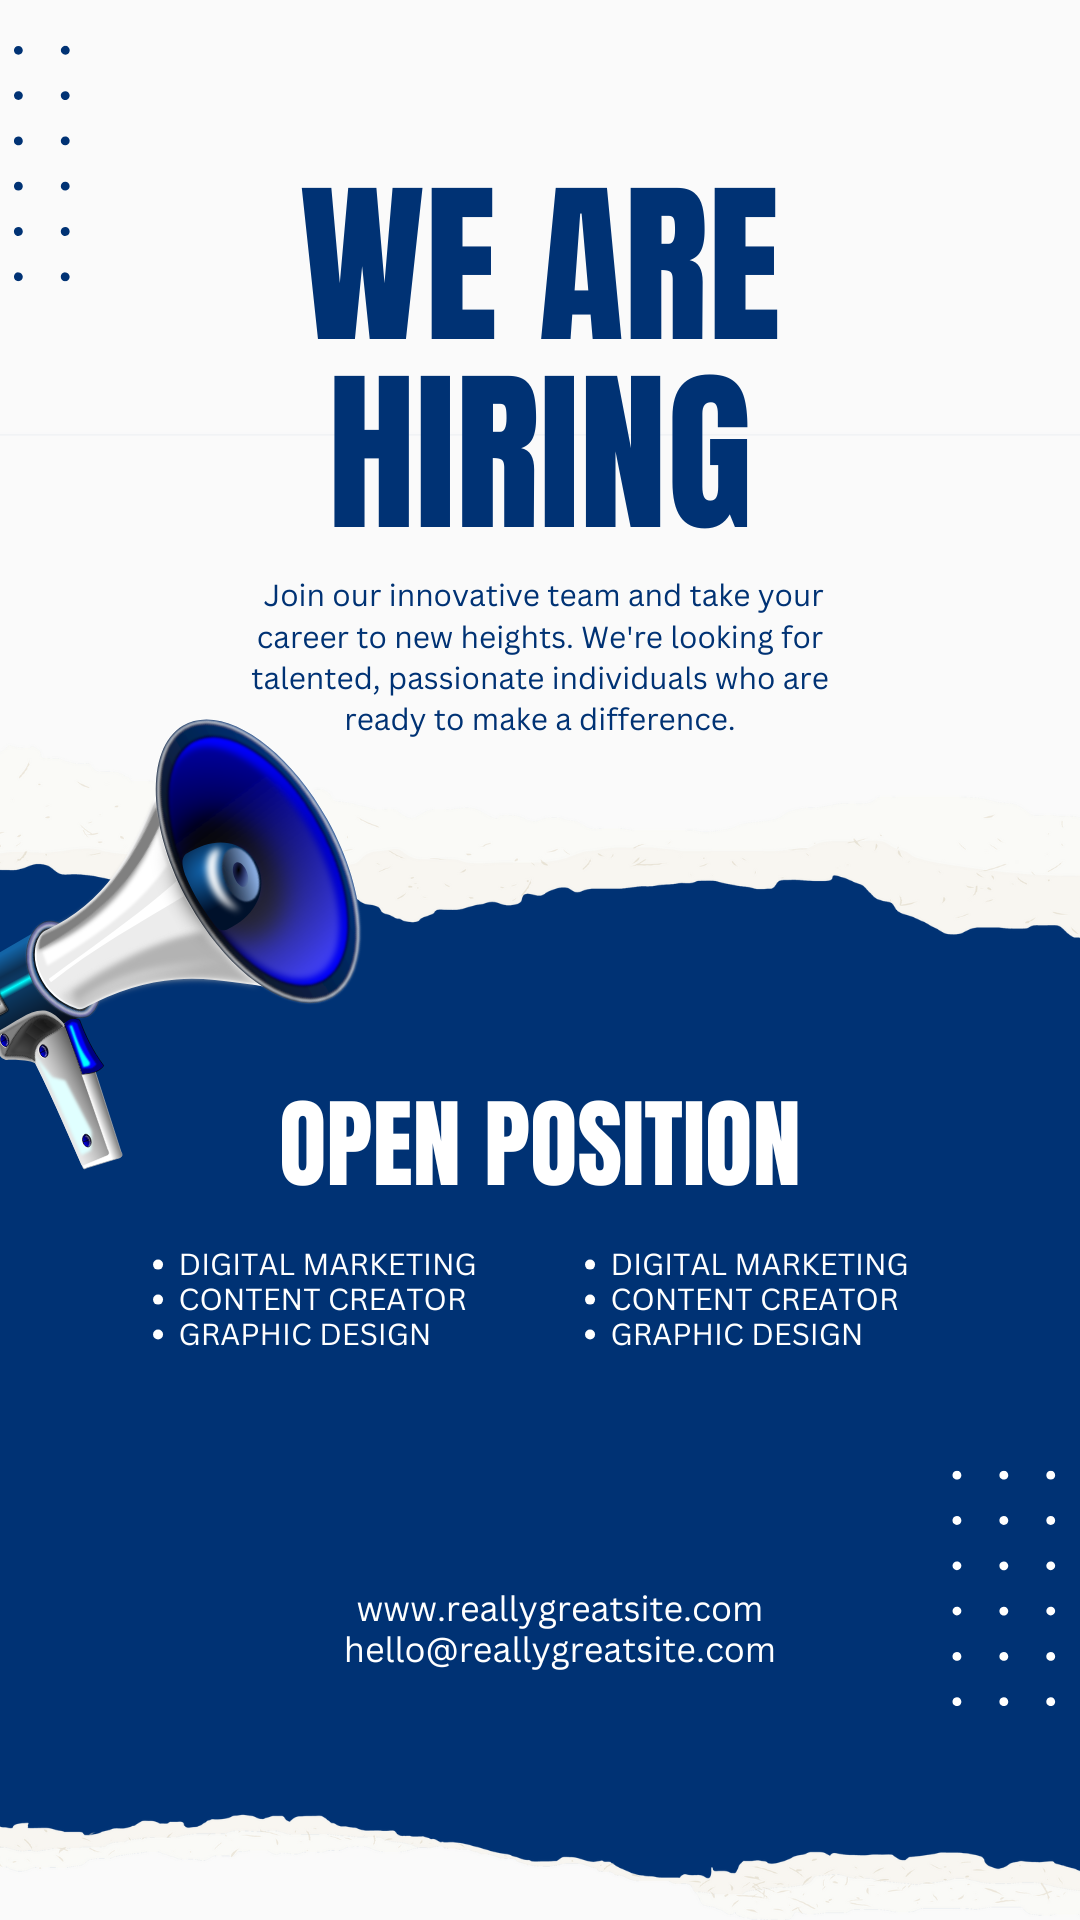 WE ARE
HIRING
Join our innovative team and take your
career to new heights. We're looking for
talented, passionate individuals who are
ready to make a difference.
OPEN POSITION
• DIGITAL MARKETING
• CONTENT CREATOR
• GRAPHIC DESIGN
• DIGITAL MARKETING
• CONTENT CREATOR
• GRAPHIC DESIGN
www.reallygreatsite.com
hello@reallygreatsite.com